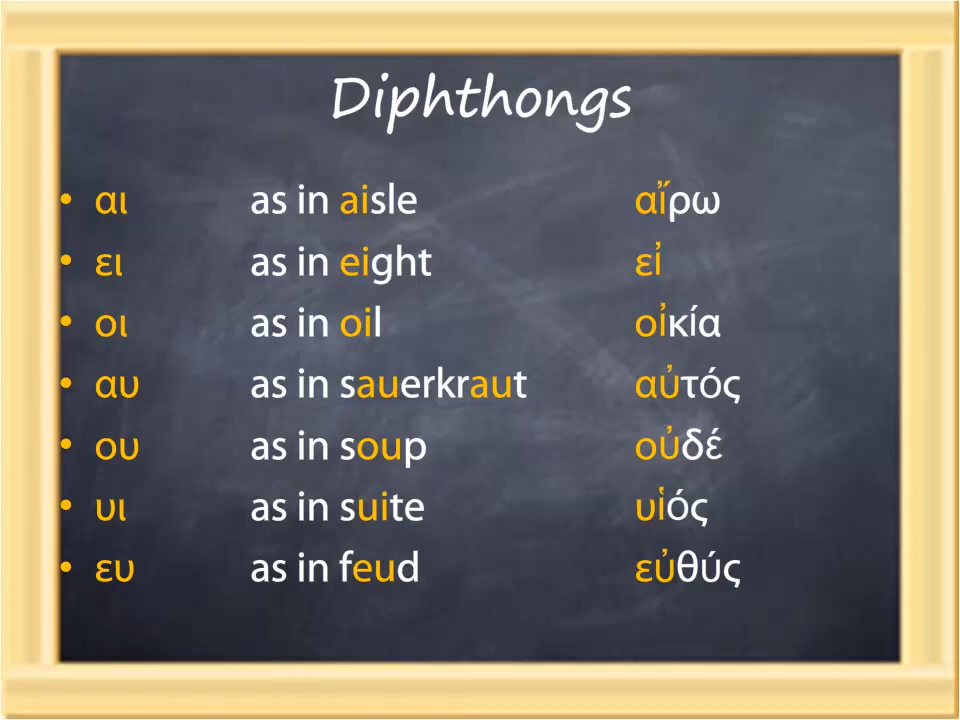 Diphthongs
• αι as in aisle αἴρω
• ει as in eight εἰ
• οι as in oil οἰκία
• αυ as in sauerkraut αὐτός
• ου as in soup οὐδέ
• υι as in suite υἱός
• ευ as in feud εὐθύς